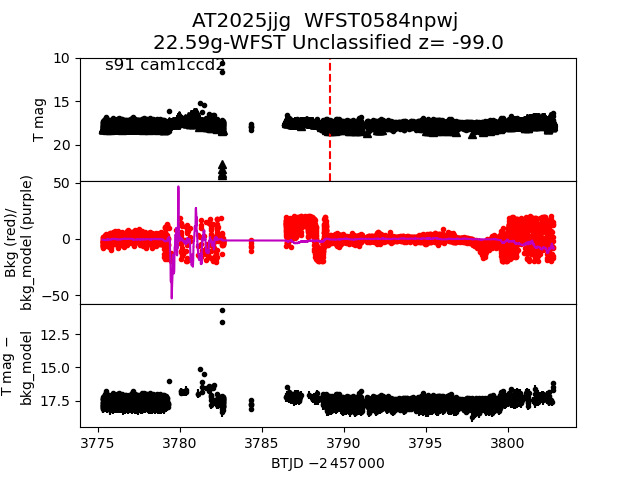 AT2025jjg  WFST0584npwj
22.59g-WFST Unclassified z= -99.0
s91 cam1ccd2
10
15
20
T mag
50
0
−50
Bkg (red)/
bkg_model (purple)
12.5
15.0
17.5
T mag −
bkg_model
3775
3780
3785
3790
3795
3800
BTJD −2 457 000